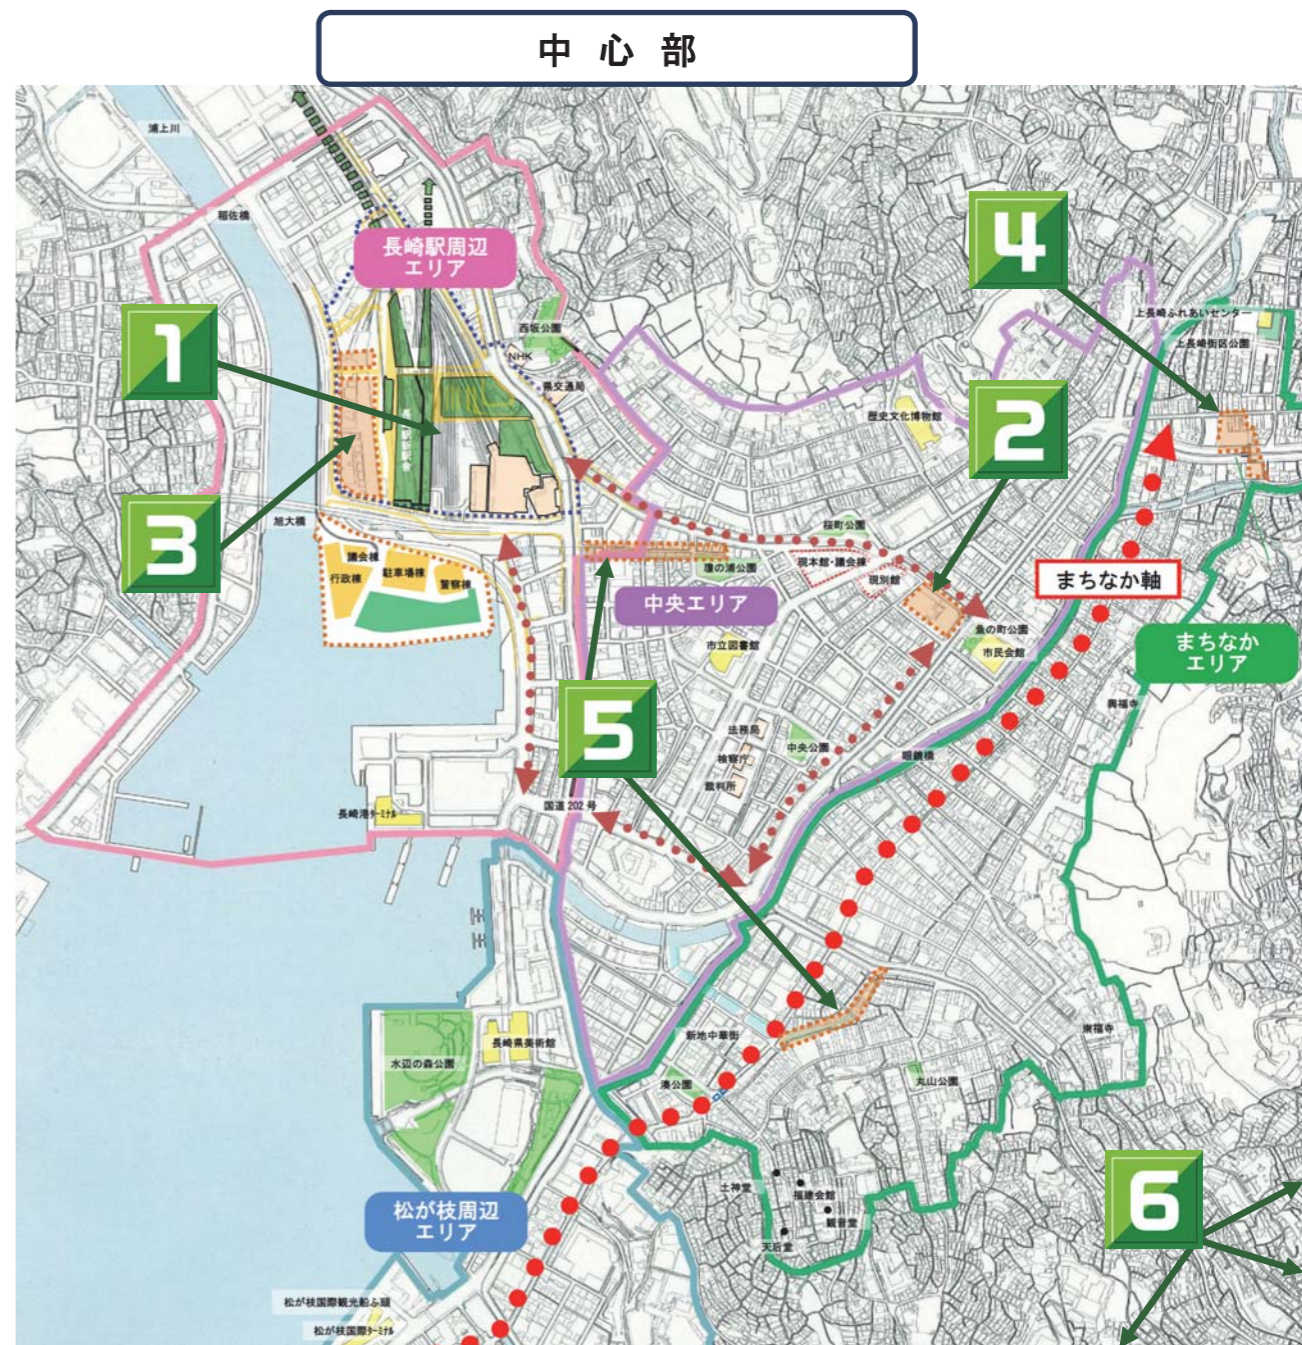 中心部
浦上川
稲佐橋
長崎駅周辺
エリア
4
上長崎ふれあいセンター
上長崎街区公園
西坂公園
NHK
県交通局
1
長崎駅新駅舎
歴史文化博物館
2
3
旭大橋
桜町公園
議会棟
駐車場棟
行政棟
警察棟
瓊の浦公園
現本館・議会棟
現別館
まちなか軸
中央エリア
魚の町公園
市民会館
市立図書館
まちなか
エリア
興福寺
5
法務局
中央公園
検察庁
眼鏡橋
裁判所
国道202号
長崎港ターミナル
新地中華街
崇福寺
長崎県美術館
水辺の森公園
湊公園
丸山公園
土神堂
福建会館
観音堂
天后堂
6
松が枝周辺
エリア
松が枝国際観光船ふ頭
松が枝国際ターミナル